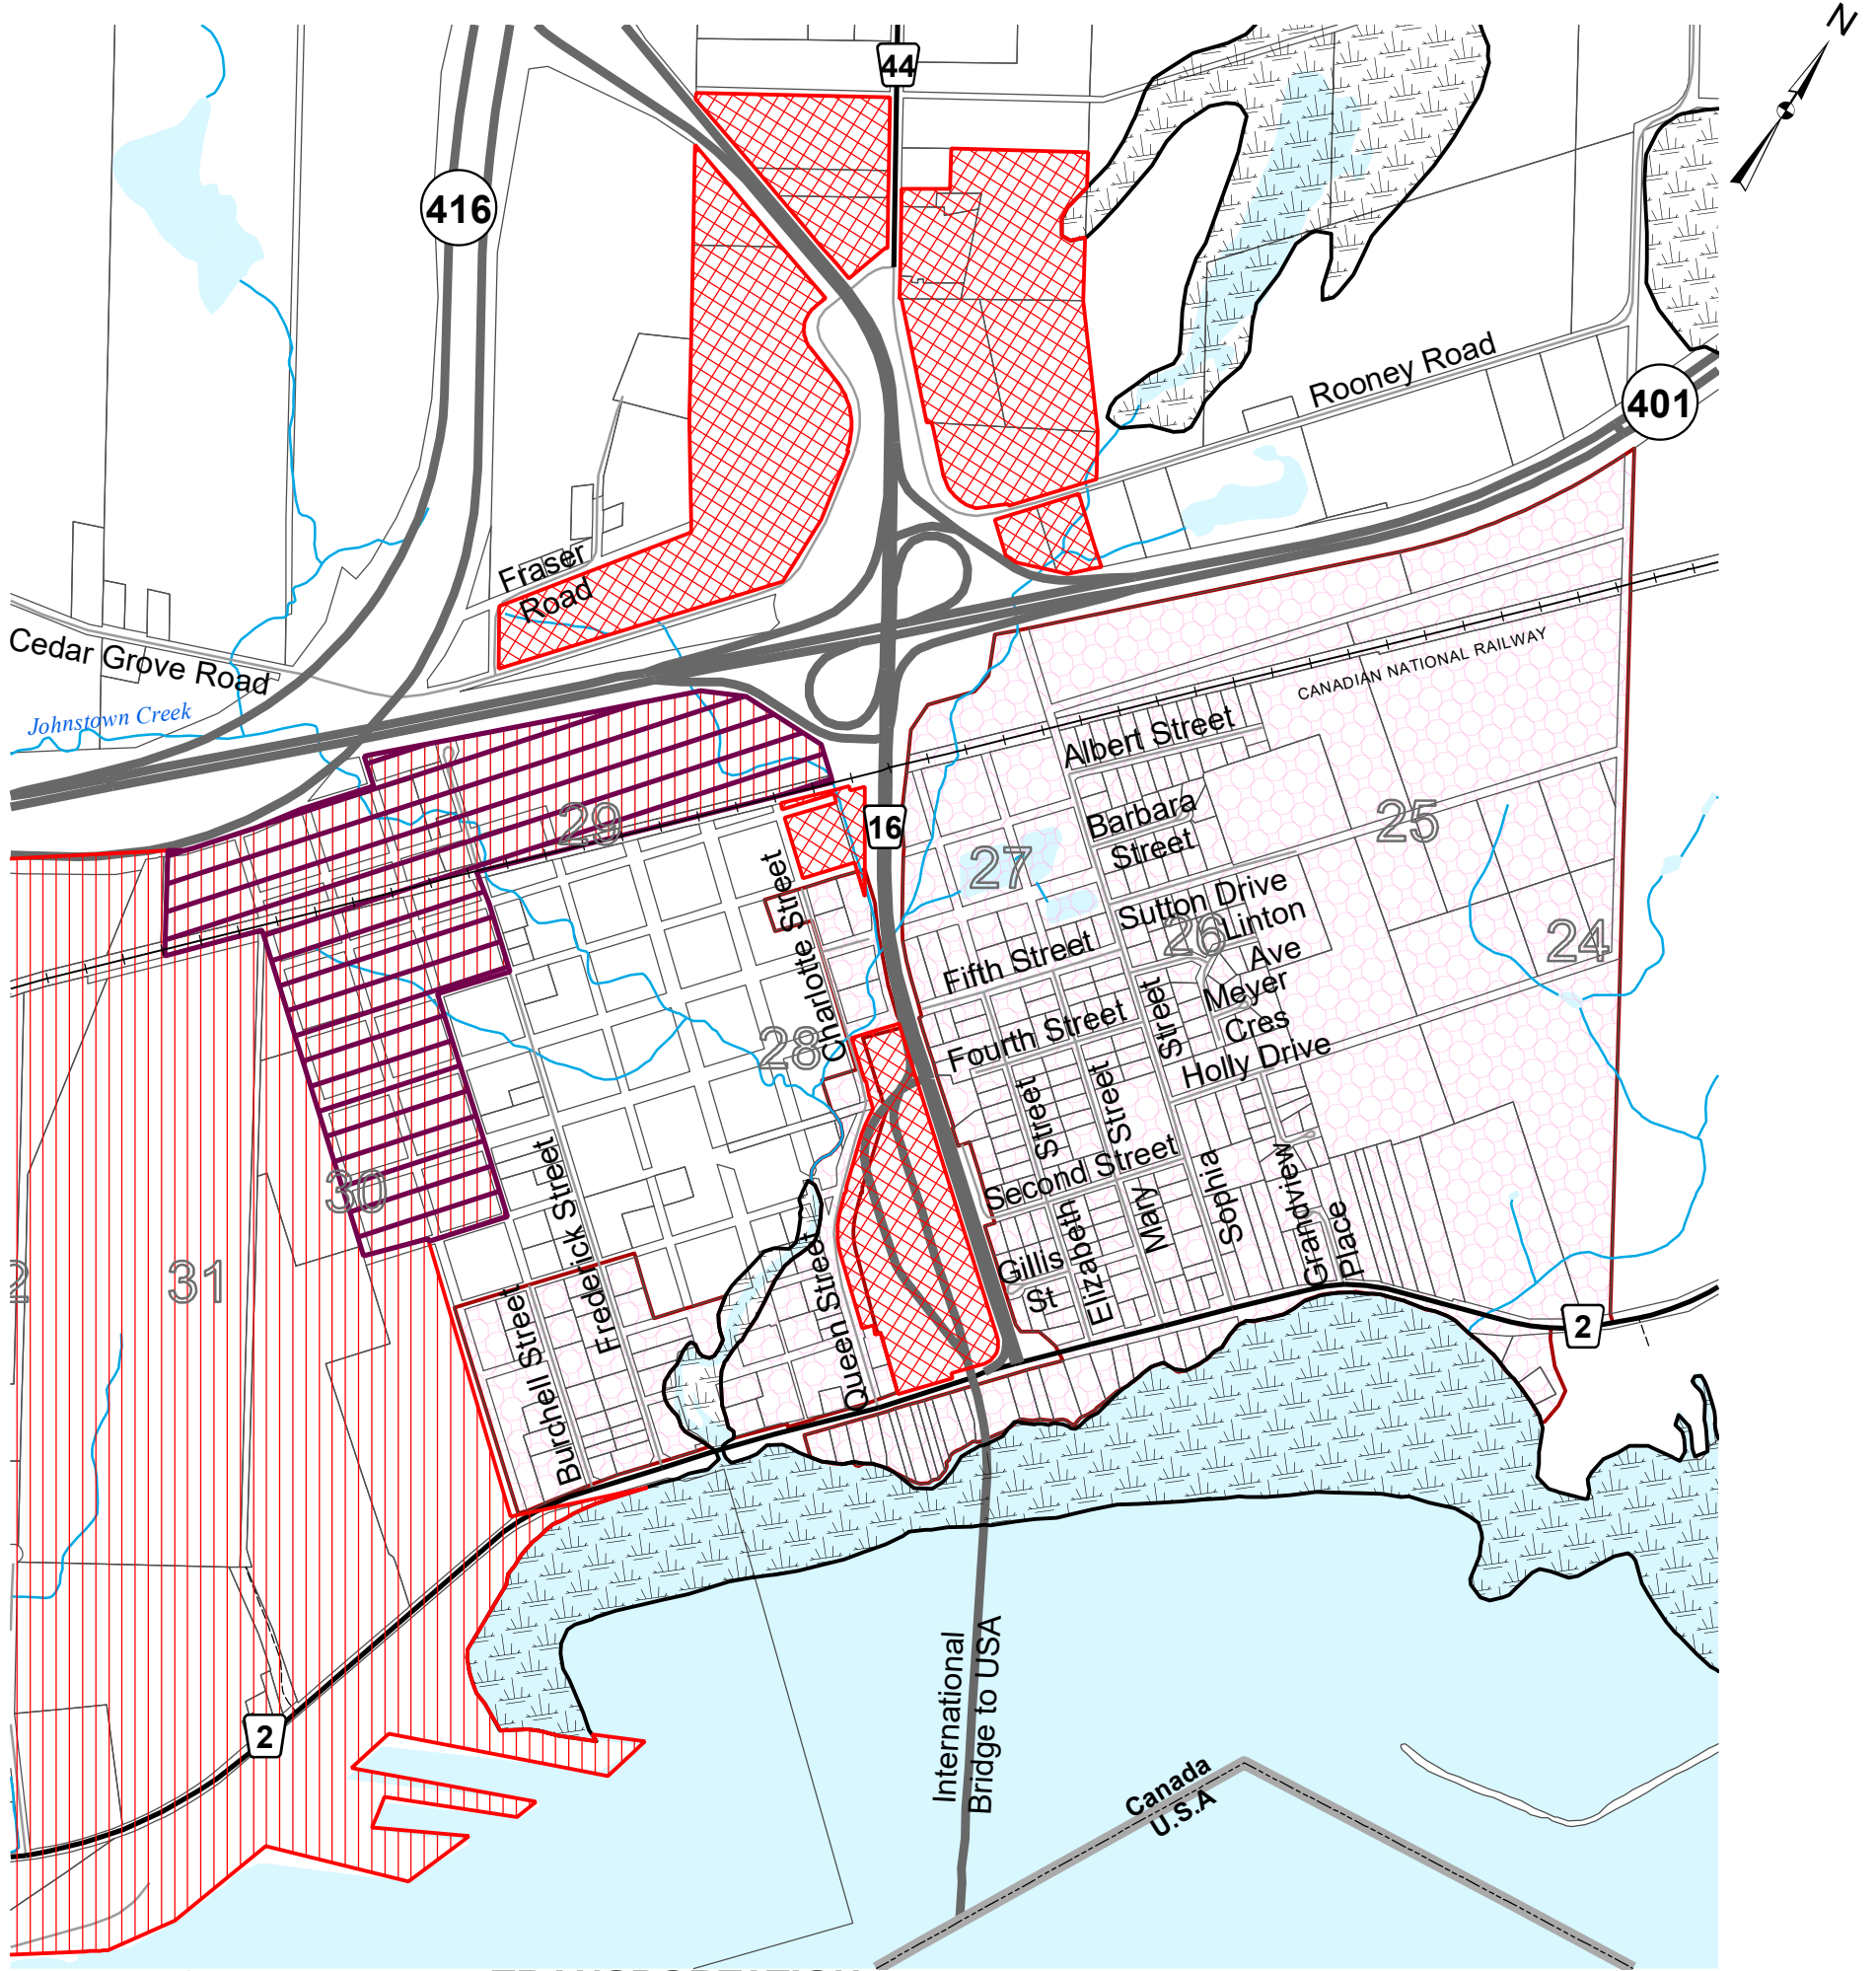 N
44
416
Rooney Road
401
Fraser
Road
Cedar Grove Road
CANADIAN NATIONAL RAILWAY
Johnstown Creek
Albert Street
29
16
Barbara
Street
25
27
Charlotte Street
Sutton Drive
26
Linton
Ave
24
Fifth Street
Meyer
Cres
28
Fourth Street
Street
Holly Drive
Street
Street
Second Street
30
Frederick Street
Elizabeth
Mary
Sophia
Grandview
Place
31
Queen Street
Gillis
St
Burchell Street
2
2
International
Bridge to USA
Canada
U.S.A